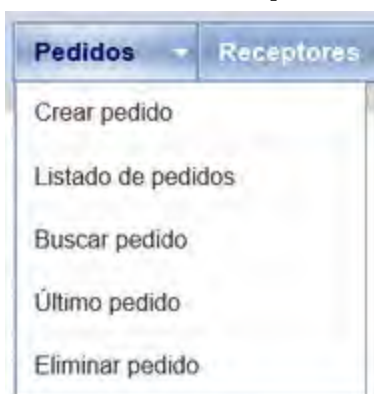 Pedidos Receptores
Crear pedido
Listado de pedidos
Buscar pedido
Último pedido
Eliminar pedido